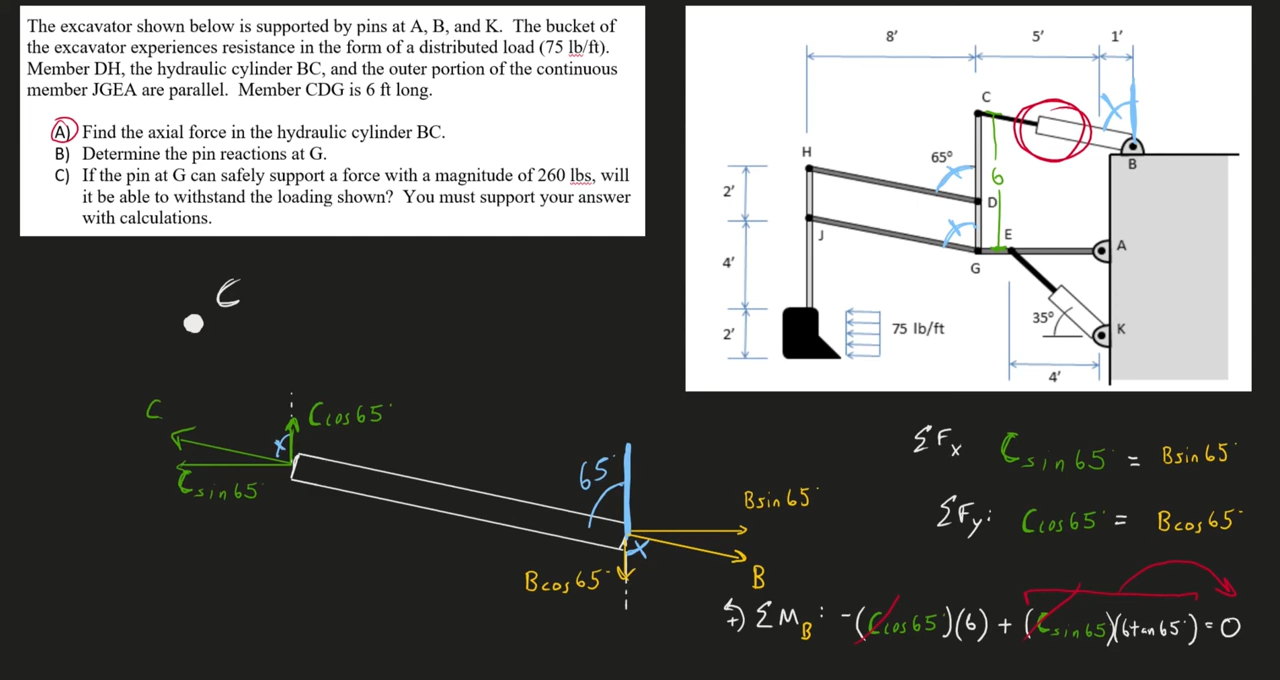 The excavator shown below is supported by pins at A, B, and K. The bucket of
the excavator experiences resistance in the form of a distributed load (75 lb/ft).
Member DH, the hydraulic cylinder BC, and the outer portion of the continuous
member JGEA are parallel. Member CDG is 6 ft long.
A) Find the axial force in the hydraulic cylinder BC.
B) Determine the pin reactions at G.
C) If the pin at G can safely support a force with a magnitude of 260 lbs, will
it be able to withstand the loading shown? You must support your answer
with calculations.
8' 5' 1'
C
X
H
65°
6
B
2'
D
J
X
E
A
G
4'
2'
75 lb/ft
35°
K
4'
C
C
Ccos65°
X
Csin65°
65°
Bsin65°
X
Bcos65°
B
ΣFx Csin65° = Bsin65°
ΣFy: Ccos65° = Bcos65°
+ ΣM_B: -(Ccos65°)(6) + (Csin65)(6tan65°) = 0